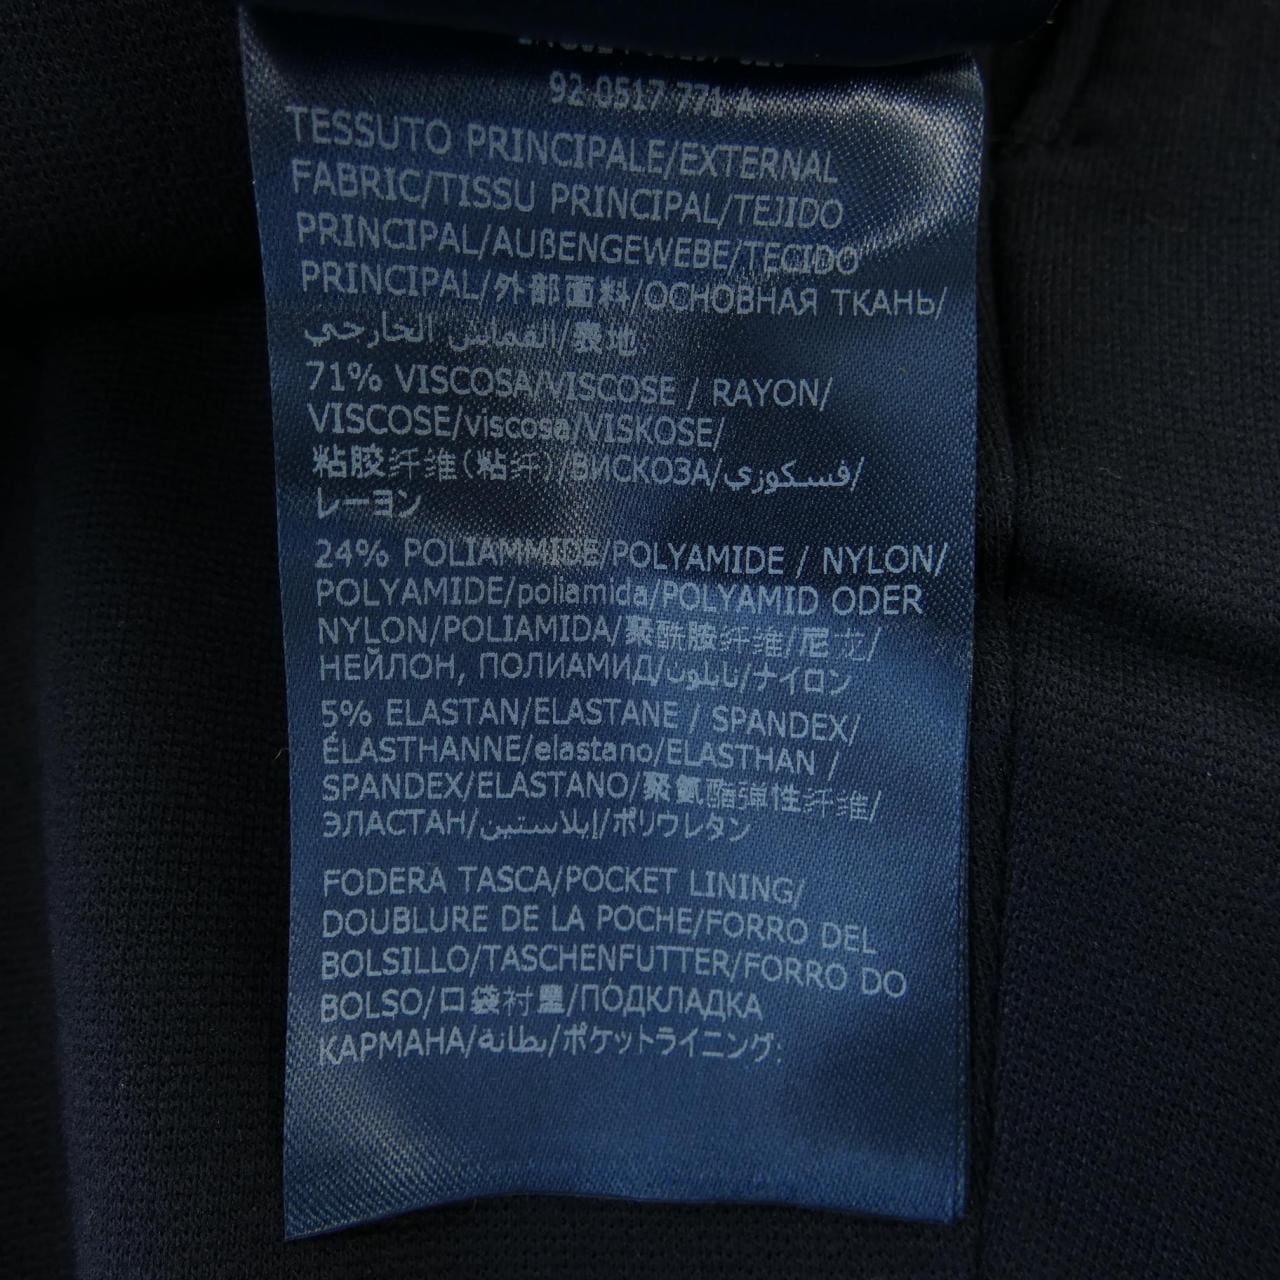 92 0517 771 A
TESSUTO PRINCIPALE/EXTERNAL
FABRIC/TISSU PRINCIPAL/TEJIDO
PRINCIPAL/AUßENGEWEBE/TECIDO
PRINCIPAL/外部面料/ОСНОВНАЯ ТКАНЬ/
القماش الخارجي/表地
71% VISCOSA/VISCOSE / RAYON/
VISCOSE/viscosa/VISKOSE/
粘胶纤维(粘纤)/ВИСКОЗА/فسكوزي/
レーヨン
24% POLIAMMIDE/POLYAMIDE / NYLON/
POLYAMIDE/poliamida/POLYAMID ODER
NYLON/POLIAMIDA/聚酰胺纤维/尼龙/
НЕЙЛОН, ПОЛИАМИД/نايلون/ナイロン
5% ELASTAN/ELASTANE / SPANDEX/
ÉLASTHANNE/elastano/ELASTHAN /
SPANDEX/ELASTANO/聚氨酯弹性纤维/
ЭЛАСТАН/إيلاستين/ポリウレタン
FODERA TASCA/POCKET LINING/
DOUBLURE DE LA POCHE/FORRO DEL
BOLSILLO/TASCHENFUTTER/FORRO DO
BOLSO/口袋衬里/ПОДКЛАДКА
КАРМАНА/بطانة/ポケットライニング: